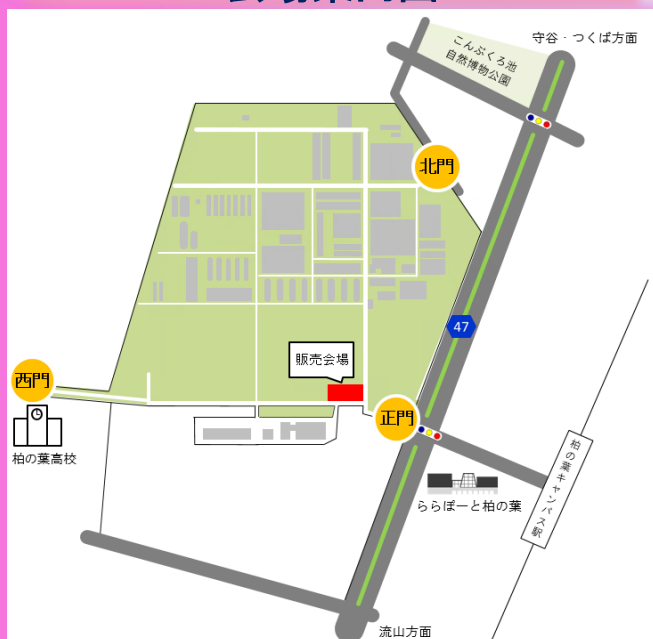 守谷・つくば方面
こんぶくろ池
自然博物公園
北門
47
販売会場
西門
正門
柏の葉高校
ららぽーと柏の葉
柏の葉キャンパス駅
流山方面